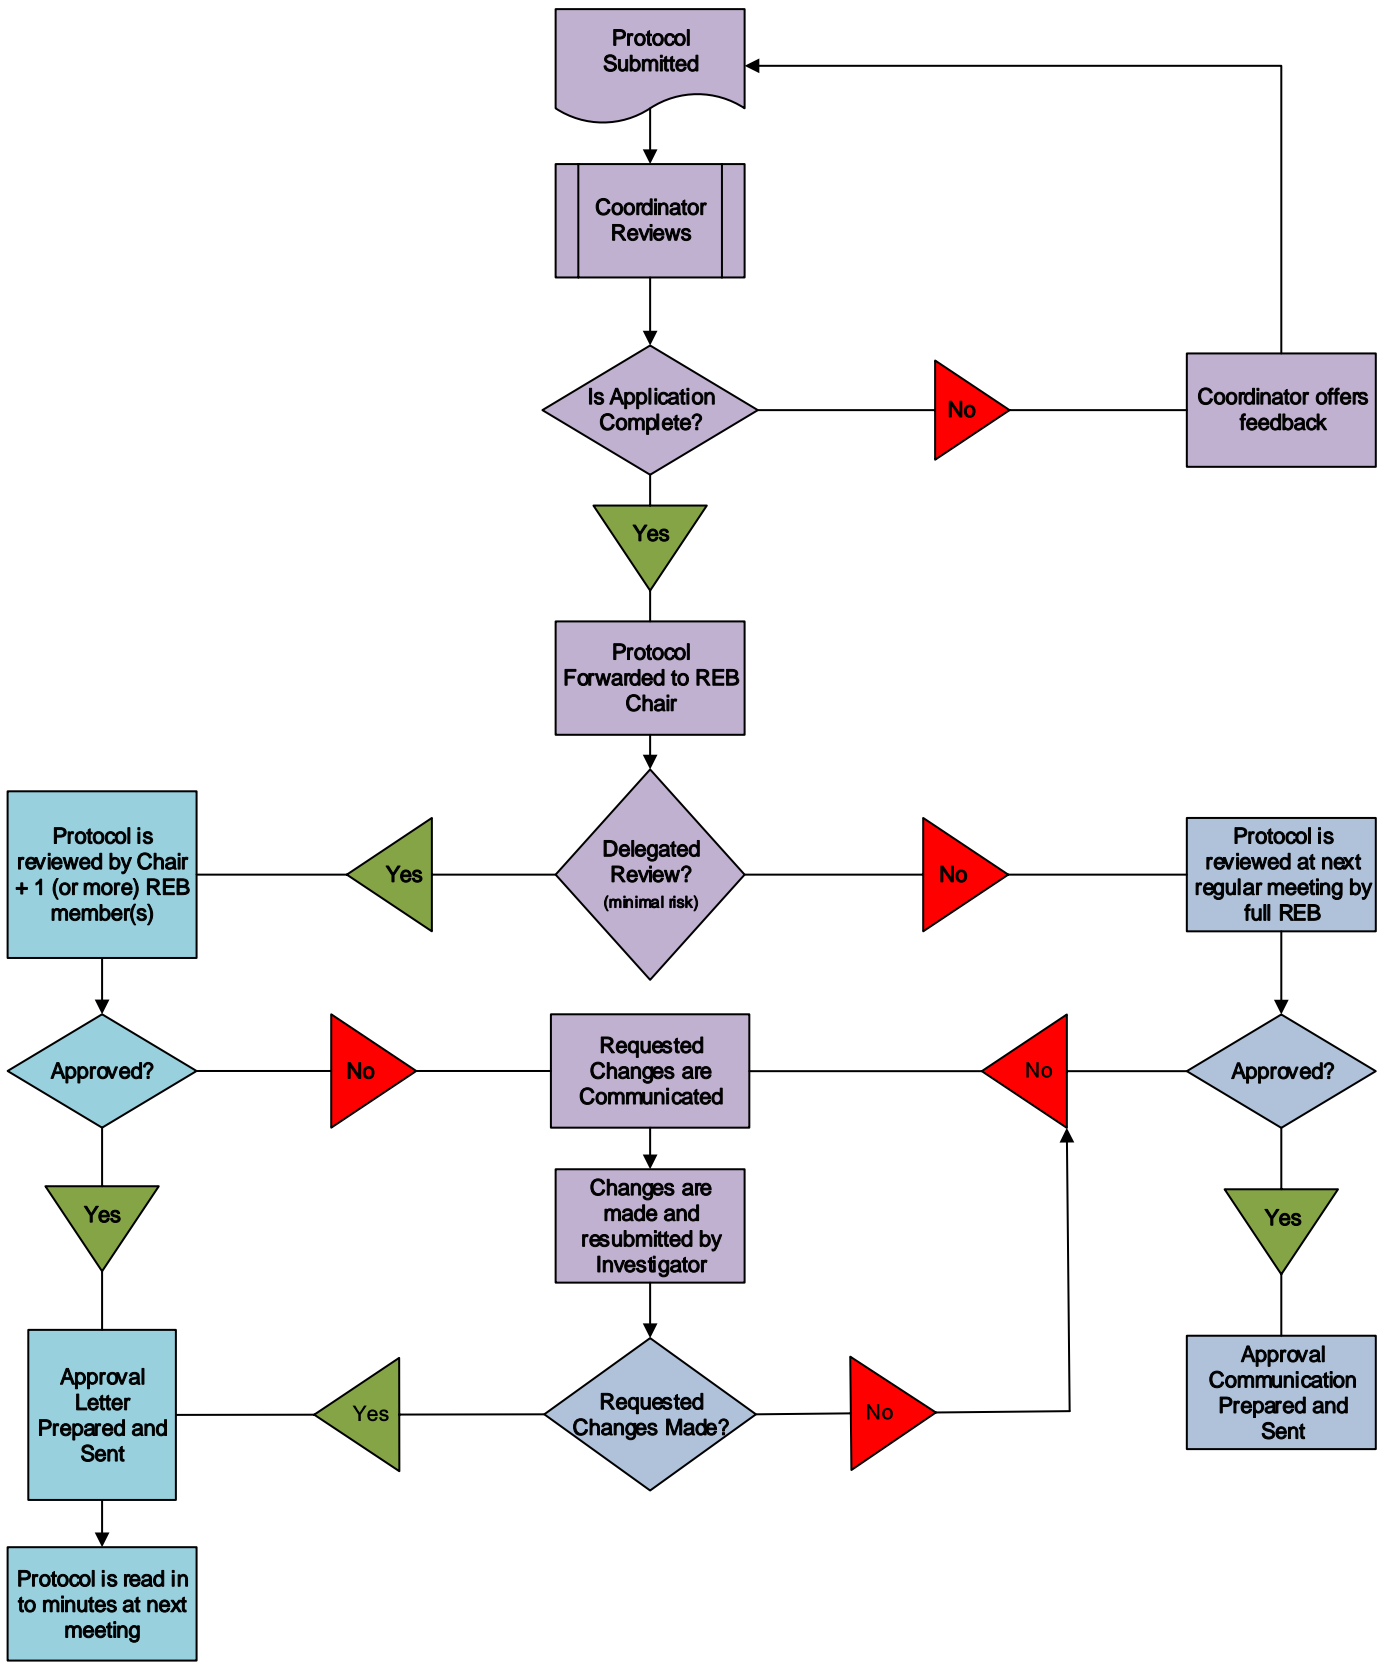 Protocol
Submitted
Coordinator
Reviews
Is Application
Complete?
No
Coordinator offers
feedback
Yes
Protocol
Forwarded to REB
Chair
Protocol is
reviewed by Chair
+ 1 (or more) REB
member(s)
Yes
Delegated
Review?
(minimal risk)
No
Protocol is
reviewed at next
regular meeting by
full REB
Approved?
No
Requested
Changes are
Communicated
No
Approved?
Yes
Changes are
made and
resubmitted by
Investigator
Yes
Approval
Letter
Prepared and
Sent
Yes
Requested
Changes Made?
No
Approval
Communication
Prepared and
Sent
Protocol is read in
to minutes at next
meeting